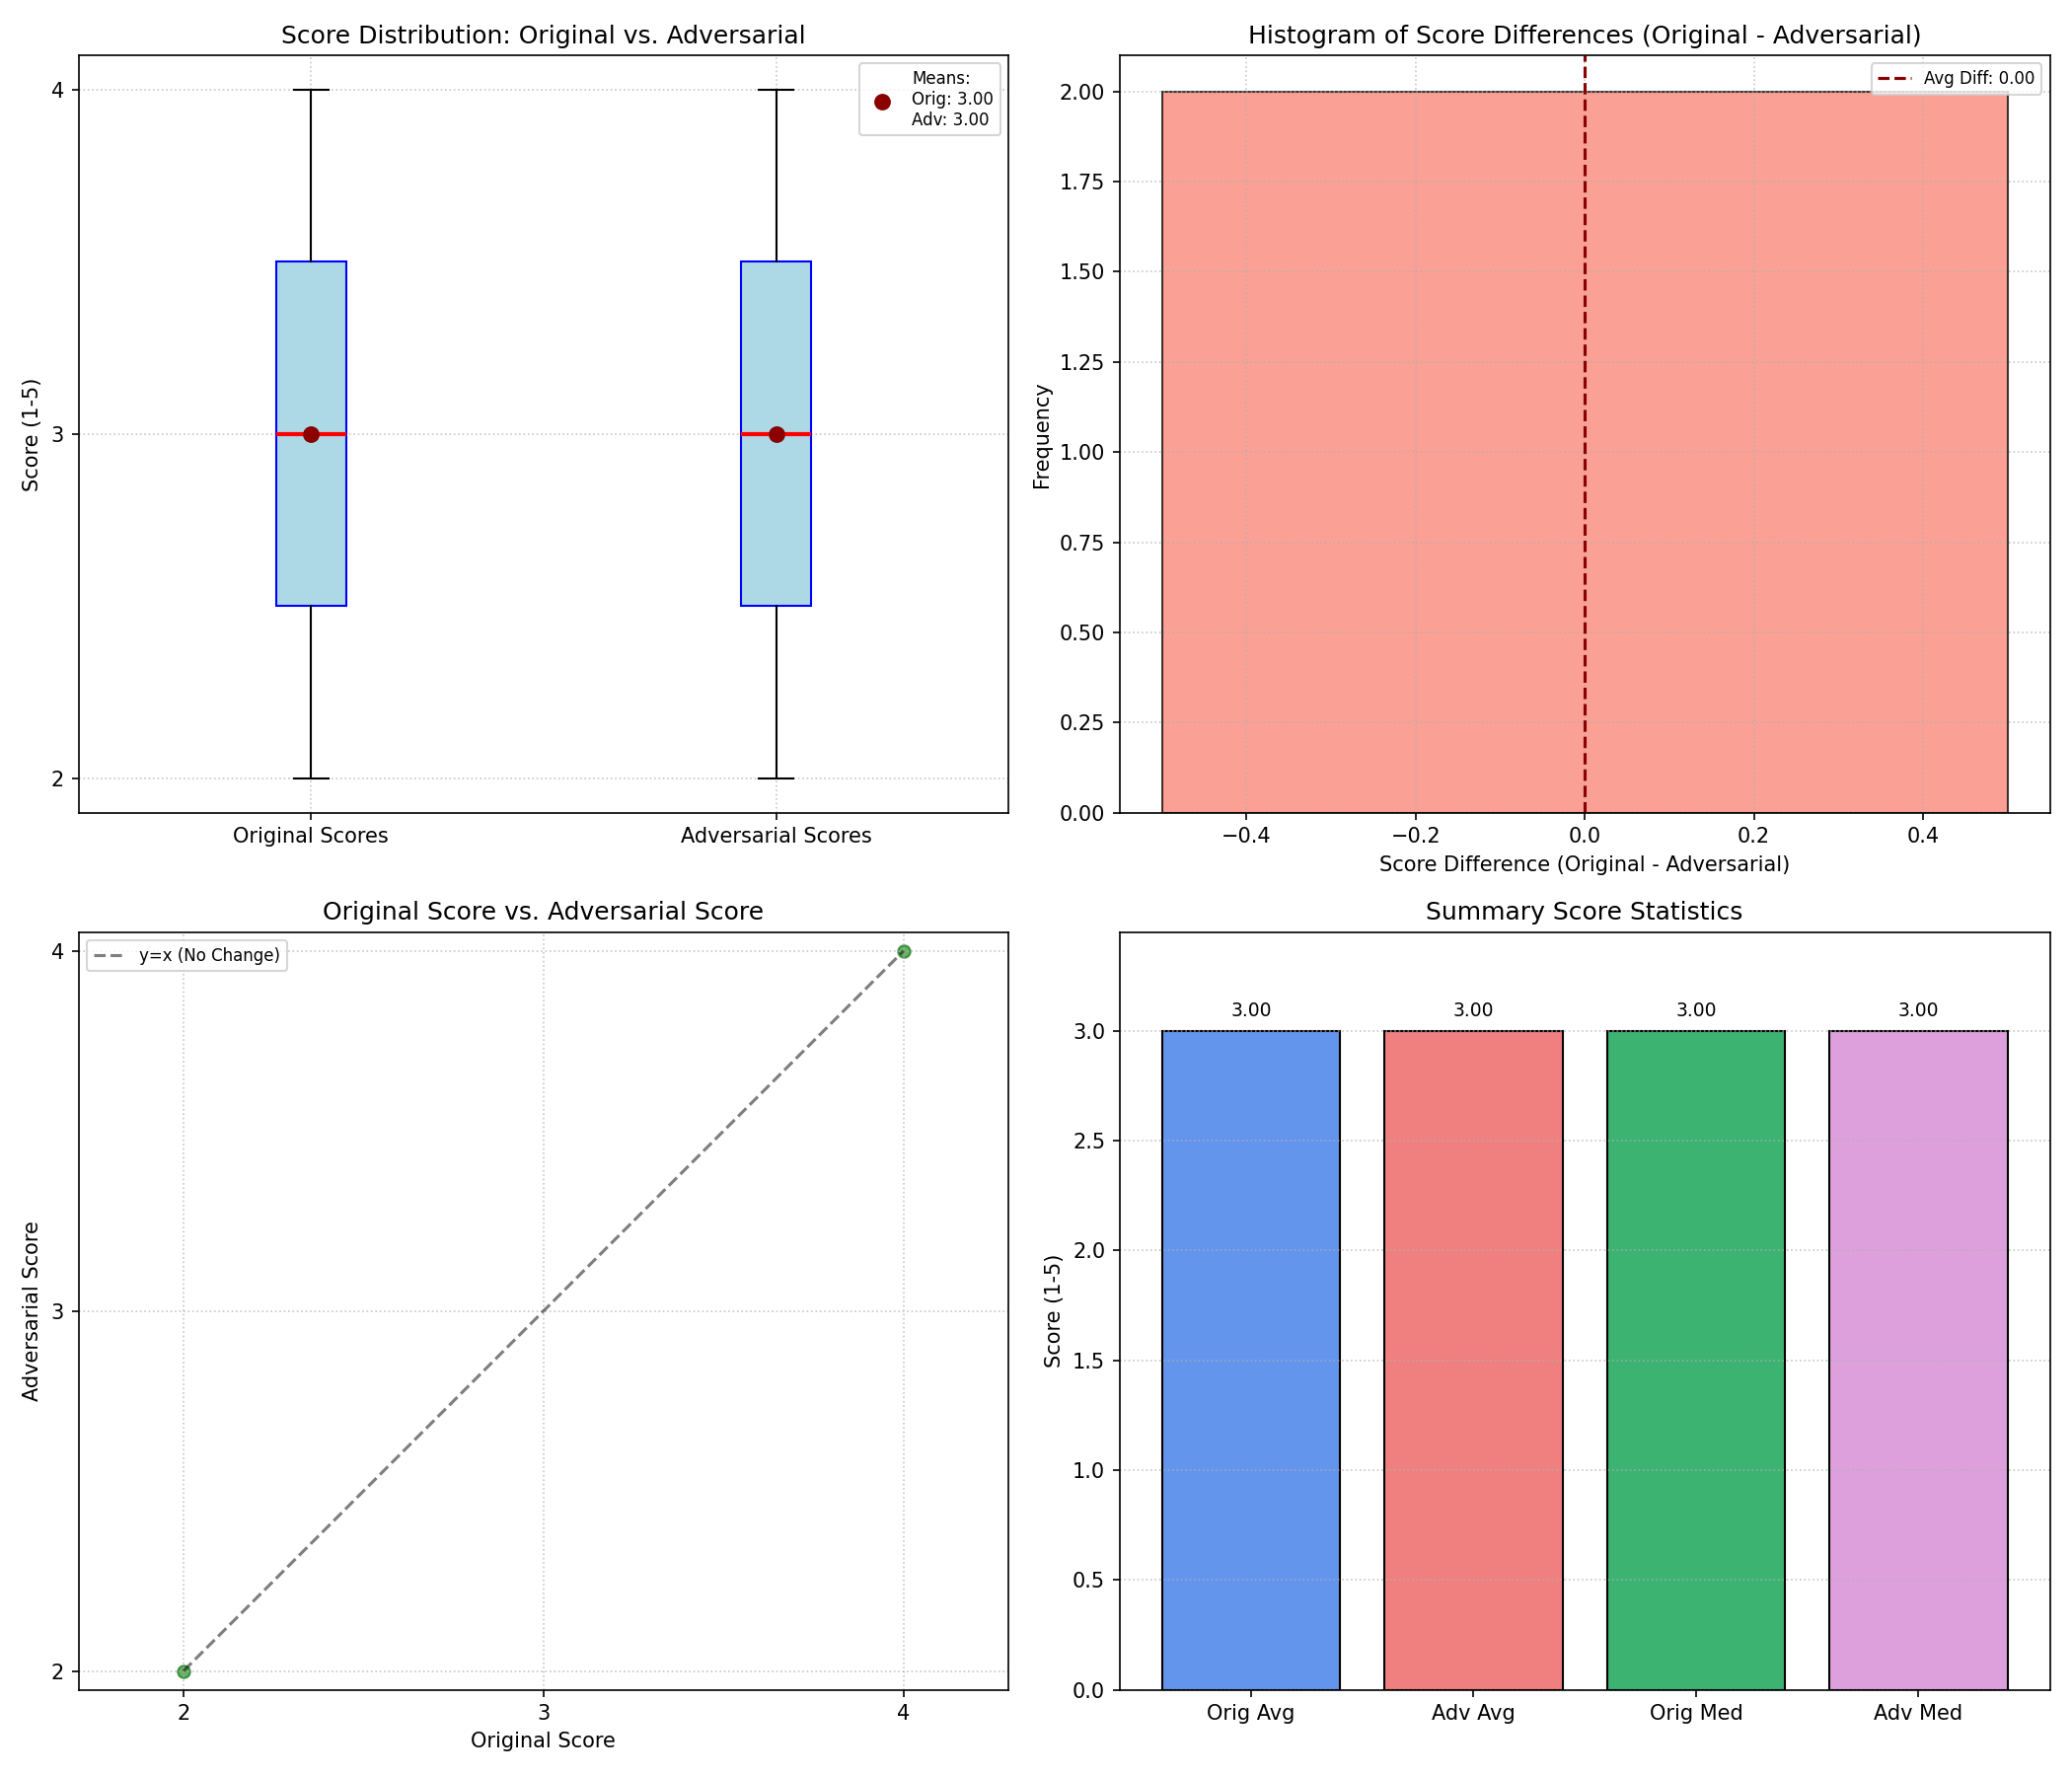 Score Distribution: Original vs. Adversarial
Score (1-5)
4
3
2
Means:
Orig: 3.00
Adv: 3.00
Original Scores
Adversarial Scores
Histogram of Score Differences (Original - Adversarial)
Frequency
2.00
1.75
1.50
1.25
1.00
0.75
0.50
0.25
0.00
Avg Diff: 0.00
−0.4
−0.2
0.0
0.2
0.4
Score Difference (Original - Adversarial)
Original Score vs. Adversarial Score
Adversarial Score
4
3
2
y=x (No Change)
2
3
4
Original Score
Summary Score Statistics
Score (1-5)
3.0
2.5
2.0
1.5
1.0
0.5
0.0
3.00
3.00
3.00
3.00
Orig Avg
Adv Avg
Orig Med
Adv Med